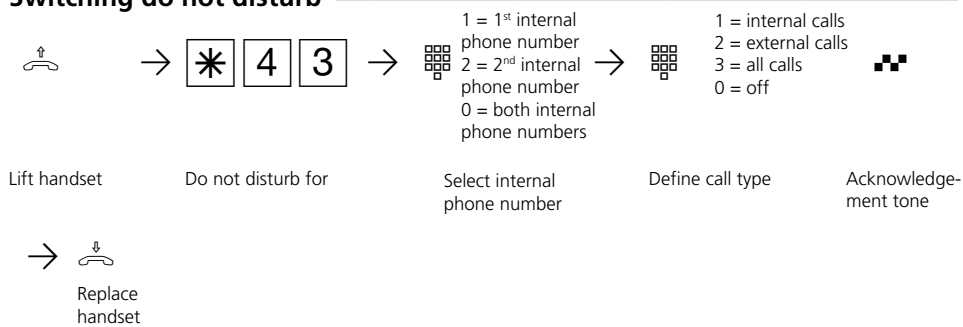 Switching do not disturb
1 = 1st internal
phone number
2 = 2nd internal
phone number
0 = both internal
phone numbers
1 = internal calls
2 = external calls
3 = all calls
0 = off
* 4 3
Lift handset
Do not disturb for
Select internal
phone number
Define call type
Acknowledge-
ment tone
Replace
handset